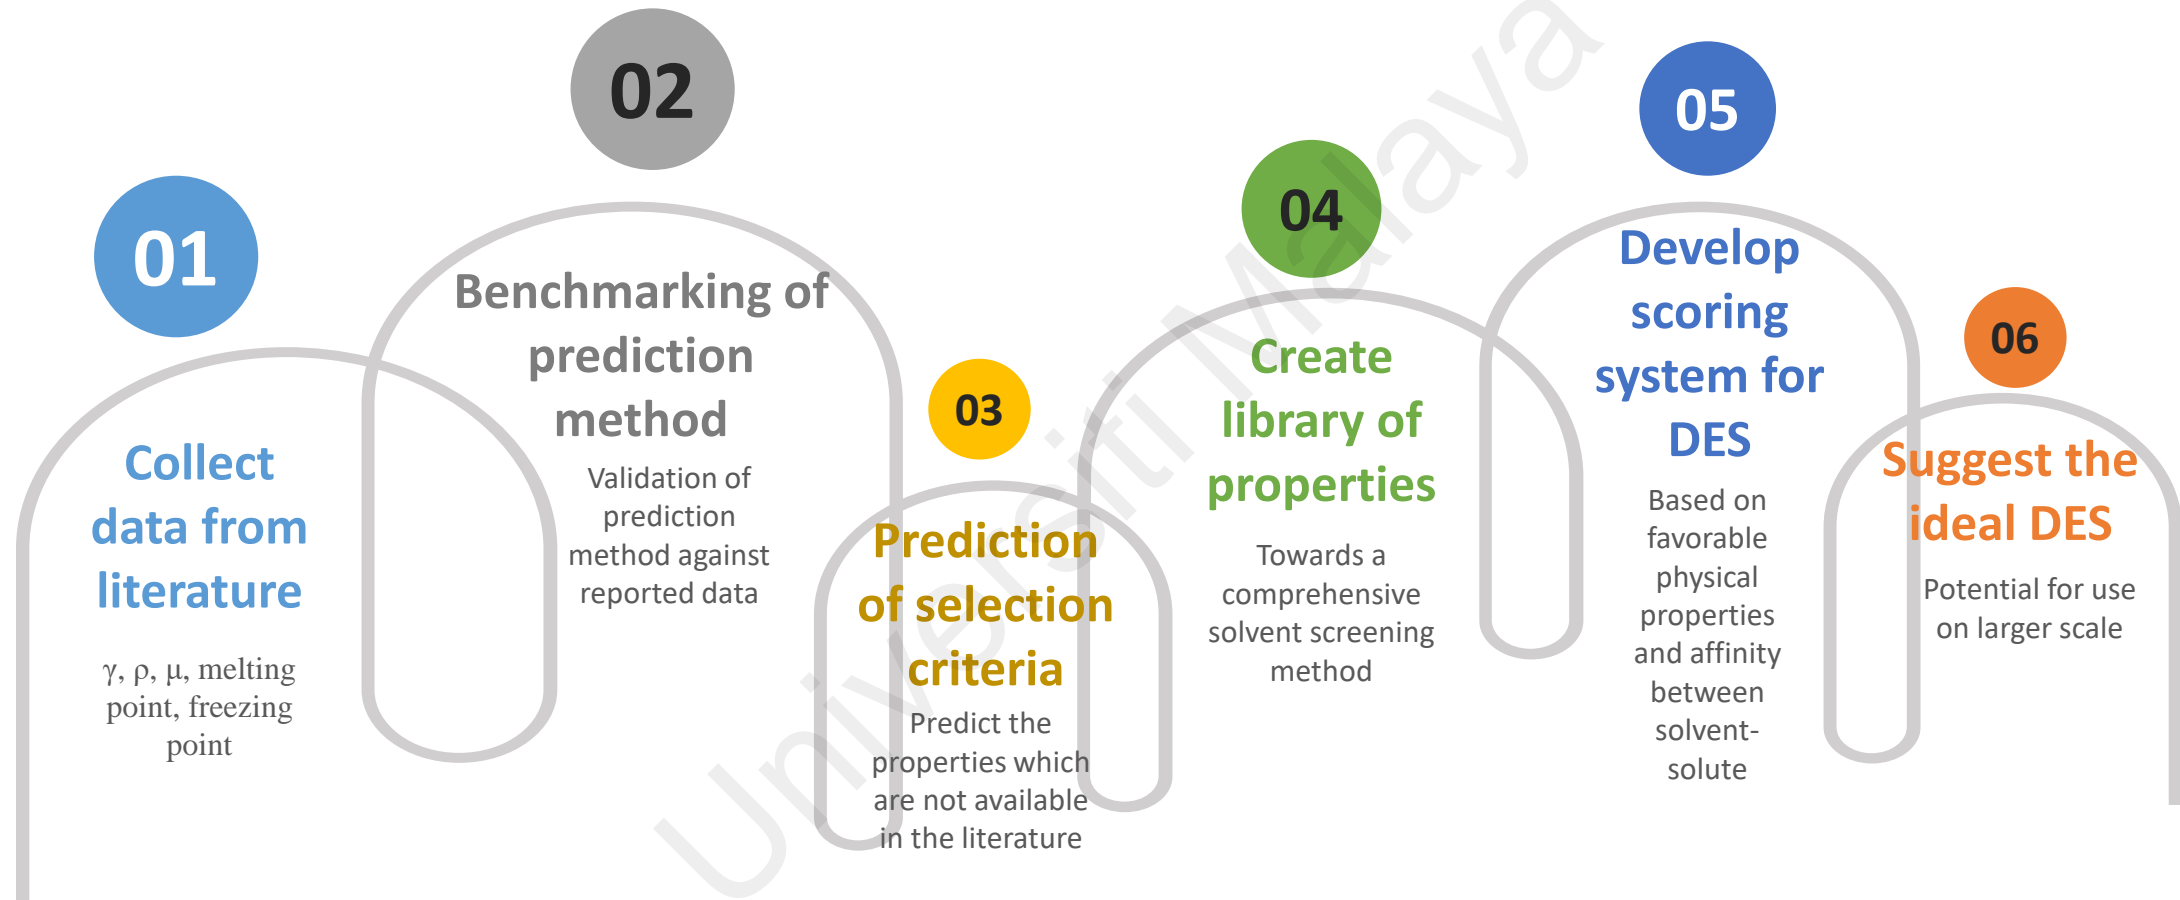 01
Collect
data from
literature
γ, ρ, μ, melting
point, freezing
point
02
Benchmarking of
prediction
method
Validation of
prediction
method against
reported data
03
Prediction
of selection
criteria
Predict the
properties which
are not available
in the literature
04
Create
library of
properties
Towards a
comprehensive
solvent screening
method
05
Develop
scoring
system for
DES
Based on
favorable
physical
properties
and affinity
between
solvent-
solute
06
Suggest the
ideal DES
Potential for use
on larger scale
Universiti Malaya